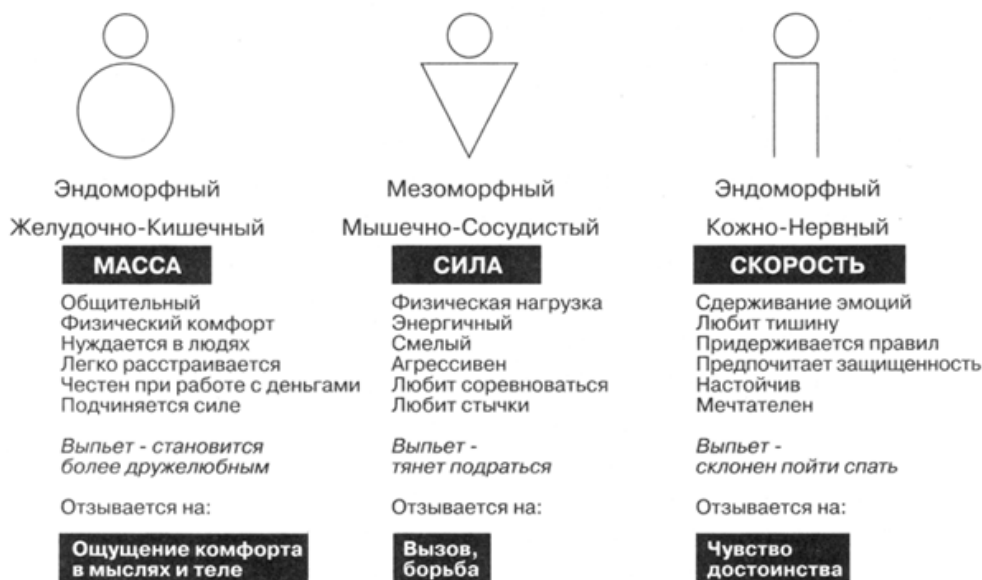 Эндоморфный
Желудочно-Кишечный
МАССА
Общительный
Физический комфорт
Нуждается в людях
Легко расстраивается
Честен при работе с деньгами
Подчиняется силе
Выпьет - становится
более дружелюбным
Отзывается на:
Ощущение комфорта
в мыслях и теле
Мезоморфный
Мышечно-Сосудистый
СИЛА
Физическая нагрузка
Энергичный
Смелый
Агрессивен
Любит соревноваться
Любит стычки
Выпьет -
тянет подраться
Отзывается на:
Вызов,
борьба
Эндоморфный
Кожно-Нервный
СКОРОСТЬ
Сдерживание эмоций
Любит тишину
Придерживается правил
Предпочитает защищенность
Настойчив
Мечтателен
Выпьет -
склонен пойти спать
Отзывается на:
Чувство
достоинства